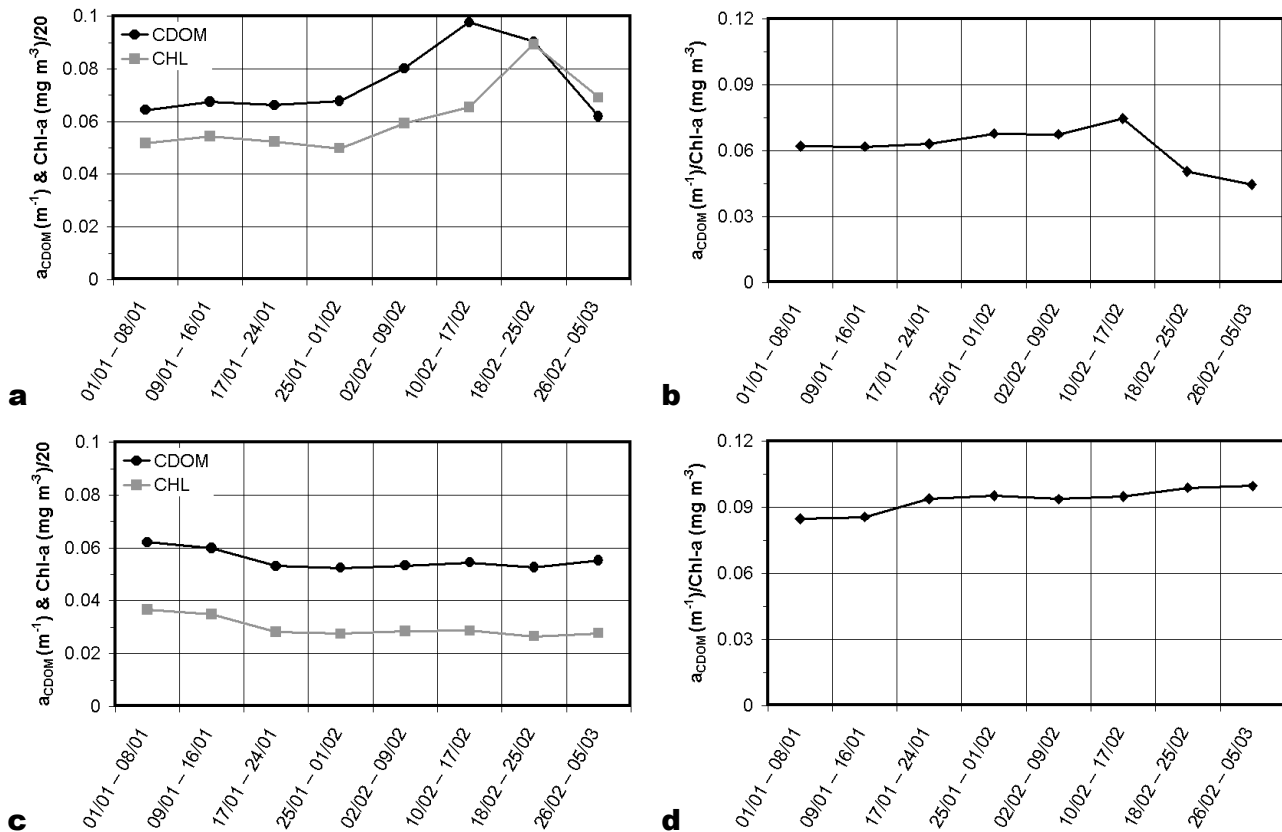 a_CDOM (m⁻¹) & Chl-a (mg m⁻³)/20
0.1
0.08
0.06
0.04
0.02
0
CDOM
CHL
01/01 – 08/01
09/01 – 16/01
17/01 – 24/01
25/01 – 01/02
02/02 – 09/02
10/02 – 17/02
18/02 – 25/02
26/02 – 05/03
a
a_CDOM (m⁻¹)/Chl-a (mg m⁻³)
0.12
0.09
0.06
0.03
0
01/01 – 08/01
09/01 – 16/01
17/01 – 24/01
25/01 – 01/02
02/02 – 09/02
10/02 – 17/02
18/02 – 25/02
26/02 – 05/03
b
a_CDOM (m⁻¹) & Chl-a (mg m⁻³)/20
0.1
0.08
0.06
0.04
0.02
0
CDOM
CHL
01/01 – 08/01
09/01 – 16/01
17/01 – 24/01
25/01 – 01/02
02/02 – 09/02
10/02 – 17/02
18/02 – 25/02
26/02 – 05/03
c
a_CDOM (m⁻¹)/Chl-a (mg m⁻³)
0.12
0.09
0.06
0.03
0
01/01 – 08/01
09/01 – 16/01
17/01 – 24/01
25/01 – 01/02
02/02 – 09/02
10/02 – 17/02
18/02 – 25/02
26/02 – 05/03
d